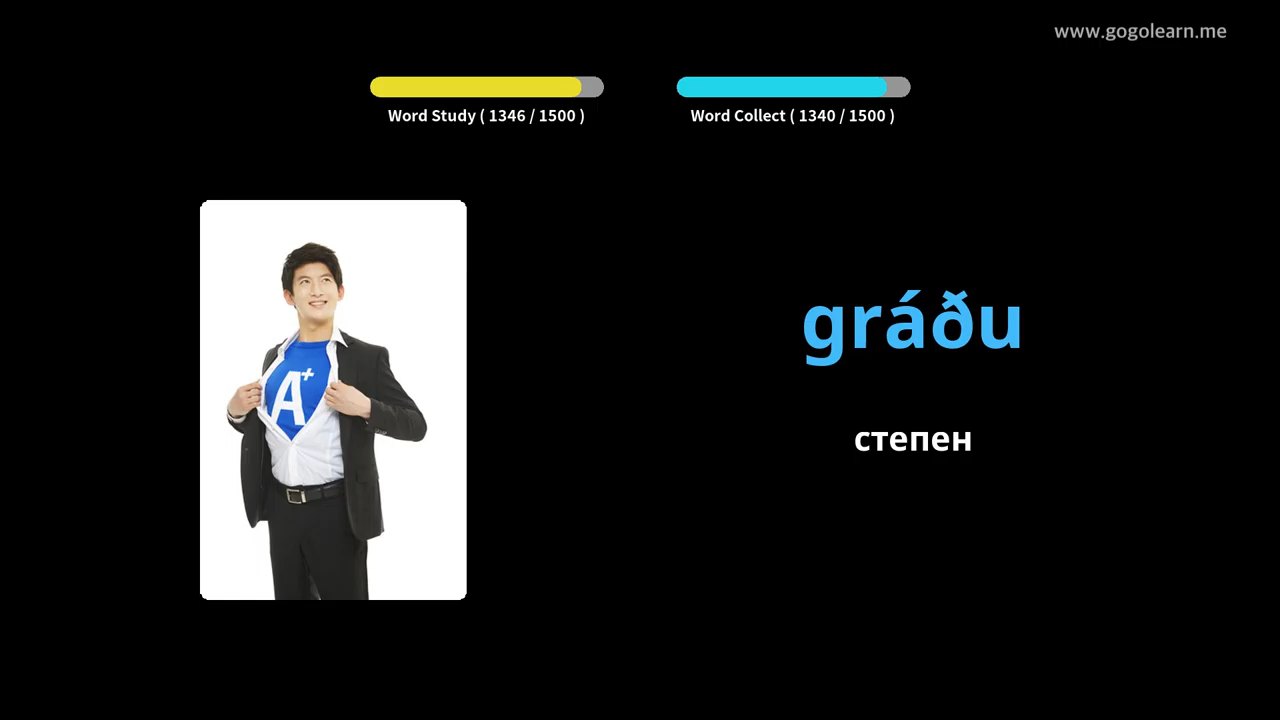 www.gogolearn.me
Word Study ( 1346 / 1500 )
Word Collect ( 1340 / 1500 )
A+
gráðu
степен